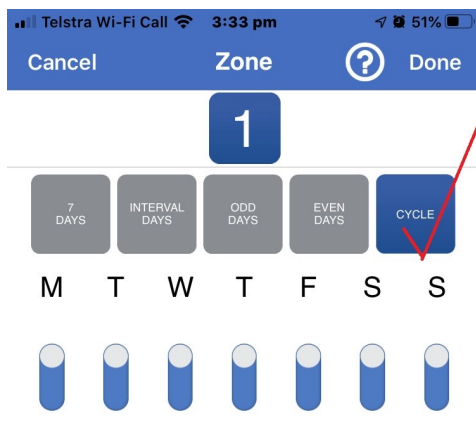 Telstra Wi-Fi Call 3:33 pm 51%
Cancel Zone ? Done
1
7 DAYS INTERVAL DAYS ODD DAYS EVEN DAYS CYCLE
M T W T F S S